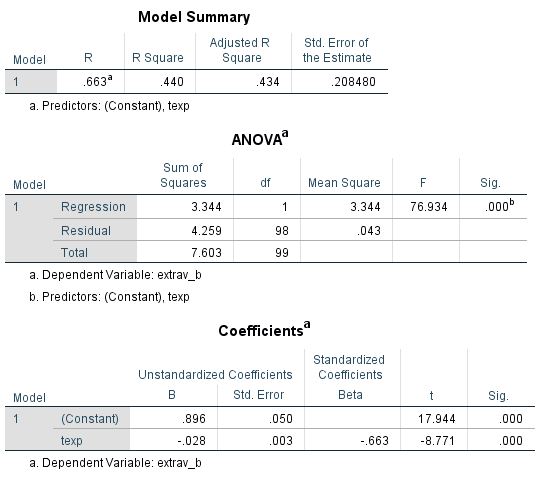 Model Summary
Model R R Square Adjusted R Square Std. Error of the Estimate
1 .663a .440 .434 .208480
a. Predictors: (Constant), texp
ANOVAa
Model Sum of Squares df Mean Square F Sig.
1 Regression 3.344 1 3.344 76.934 .000b
Residual 4.259 98 .043
Total 7.603 99
a. Dependent Variable: extrav_b
b. Predictors: (Constant), texp
Coefficientsa
Unstandardized Coefficients Standardized Coefficients
Model B Std. Error Beta t Sig.
1 (Constant) .896 .050 17.944 .000
texp -.028 .003 -.663 -8.771 .000
a. Dependent Variable: extrav_b